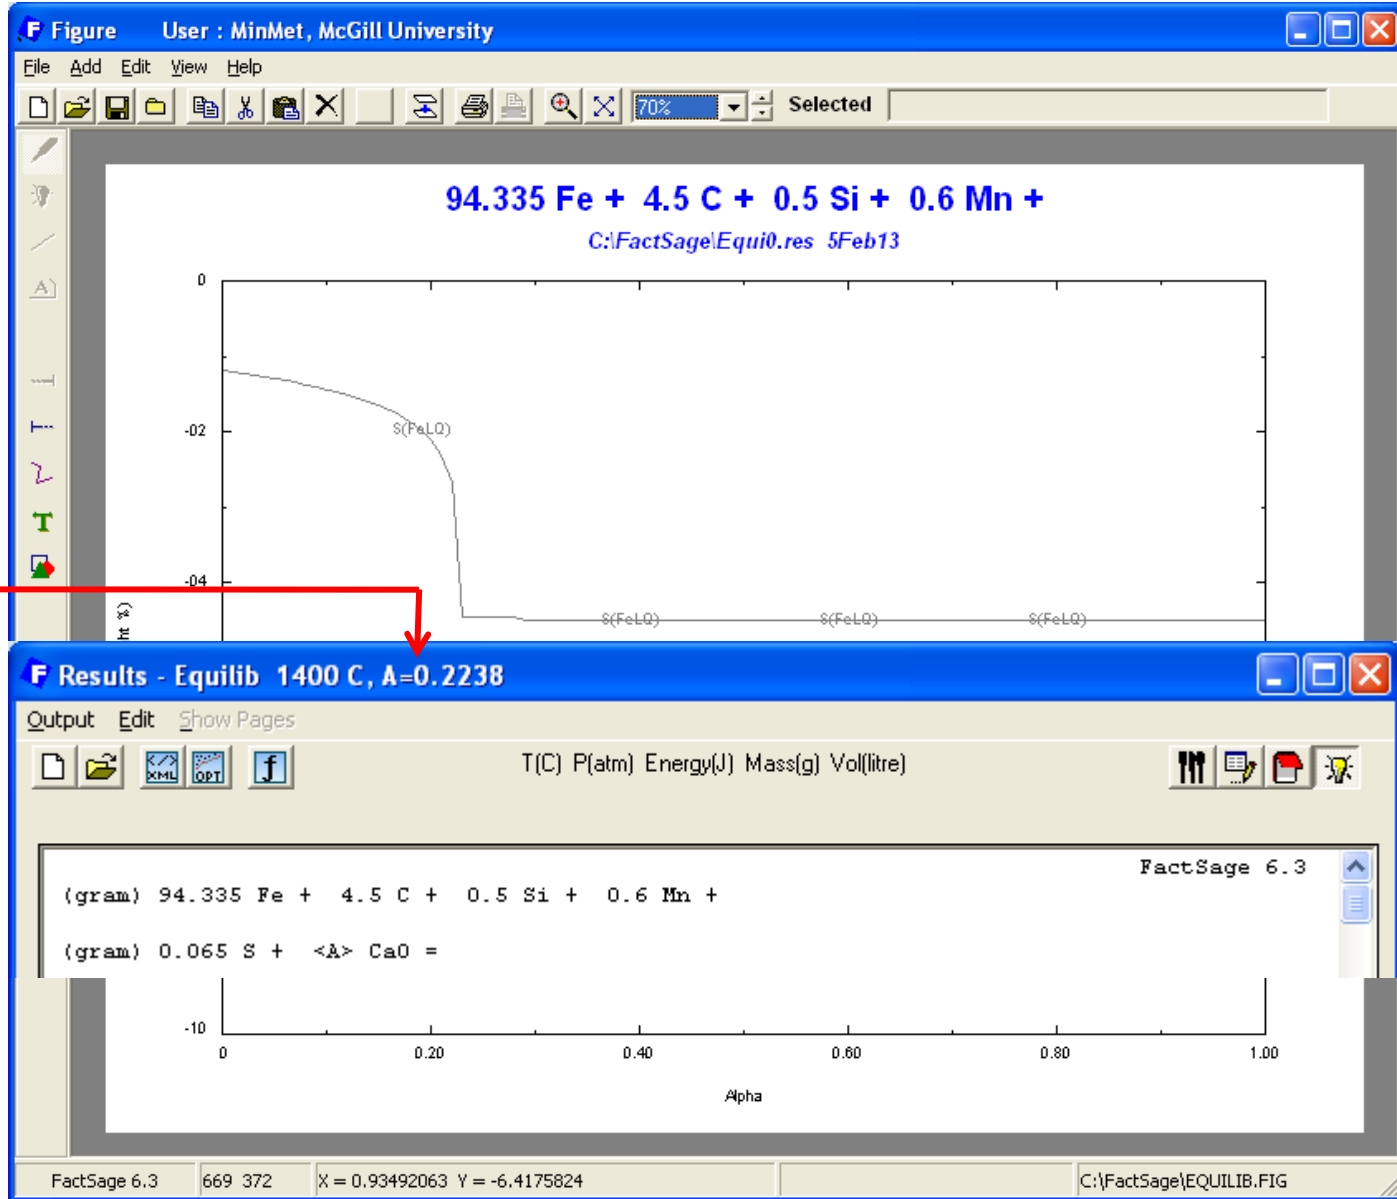 Figure User : MinMet, McGill University
File Add Edit View Help
70% Selected
94.335 Fe + 4.5 C + 0.5 Si + 0.6 Mn +
C:\FactSage\Equi0.res 5Feb13
0
-02
S(FeLQ)
-04
S(FeLQ) S(FeLQ) S(FeLQ)
Results - Equilib 1400 C, A=0.2238
Output Edit Show Pages
XML OPT f T(C) P(atm) Energy(J) Mass(g) Vol(litre)
FactSage 6.3
(gram) 94.335 Fe + 4.5 C + 0.5 Si + 0.6 Mn +
(gram) 0.065 S + <A> CaO =
-10
0 0.20 0.40 0.60 0.80 1.00
Alpha
FactSage 6.3 669 372 X = 0.93492063 Y = -6.4175824 C:\FactSage\EQUILIB.FIG